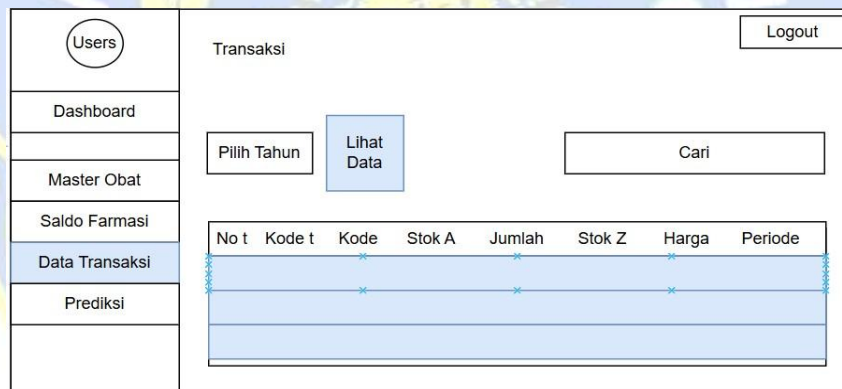 Users
Logout
Transaksi
Dashboard
Pilih Tahun
Lihat
Data
Cari
Master Obat
Saldo Farmasi
Data Transaksi
Prediksi
No t Kode t Kode Stok A Jumlah Stok Z Harga Periode